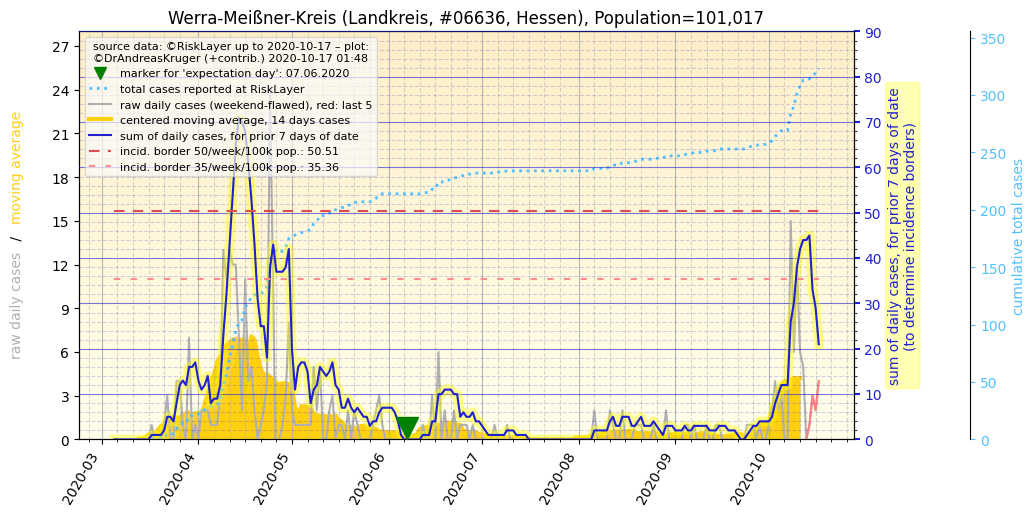 Werra-Meißner-Kreis (Landkreis, #06636, Hessen), Population=101,017
source data: ©RiskLayer up to 2020-10-17 – plot:
©DrAndreasKruger (+contrib.) 2020-10-17 01:48
marker for 'expectation day': 07.06.2020
total cases reported at RiskLayer
raw daily cases (weekend-flawed), red: last 5
centered moving average, 14 days cases
sum of daily cases, for prior 7 days of date
incid. border 50/week/100k pop.: 50.51
incid. border 35/week/100k pop.: 35.36
raw daily cases / moving average
27
24
21
18
15
12
9
6
3
0
90
80
70
60
50
40
30
20
10
0
sum of daily cases, for prior 7 days of date
(to determine incidence borders)
350
300
250
200
150
100
50
0
cumulative total cases
2020-03
2020-04
2020-05
2020-06
2020-07
2020-08
2020-09
2020-10